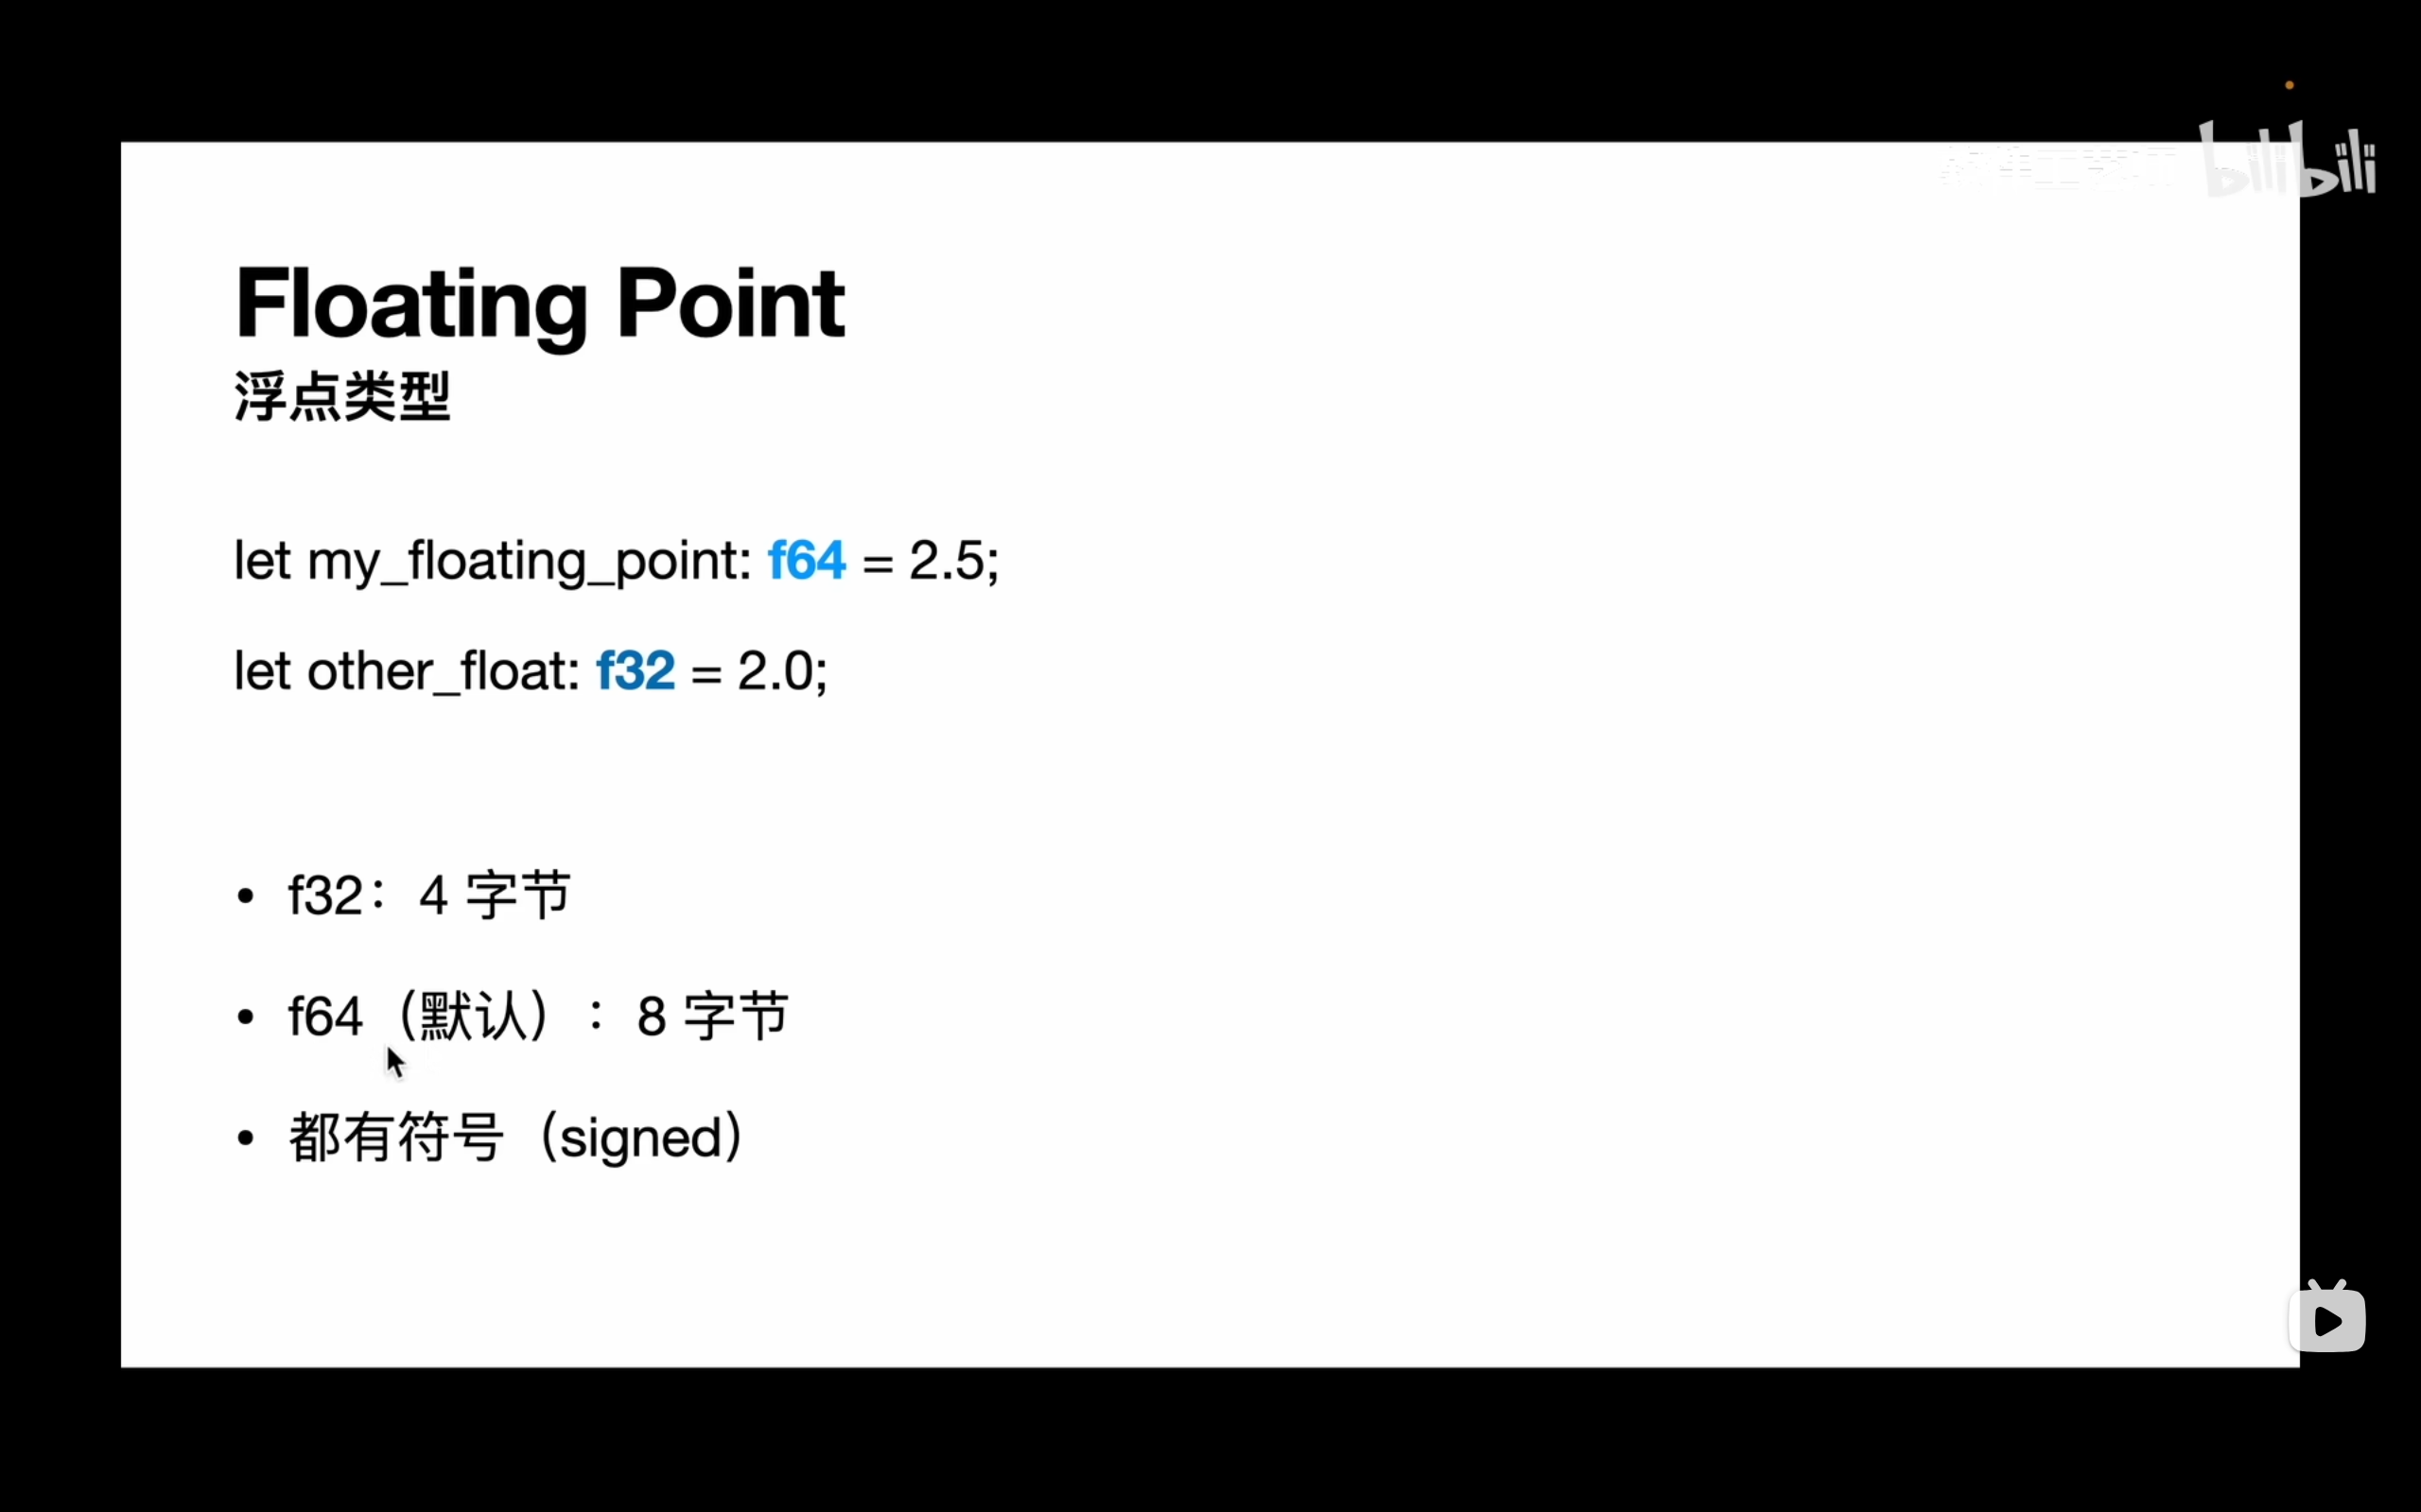 bilibili
Floating Point
浮点类型
let my_floating_point: f64 = 2.5;
let other_float: f32 = 2.0;
• f32：4 字节
• f64（默认）：8 字节
• 都有符号（signed）